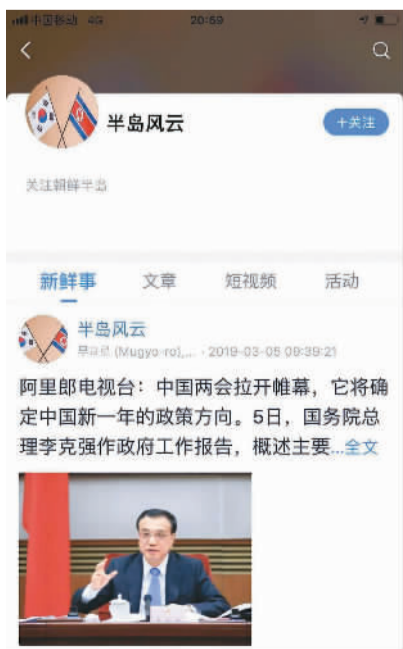 中国移动 4G 20:59
半岛风云
+关注
关注朝鲜半岛
新鲜事 文章 短视频 活动
半岛风云
(Mugyo-ro),... · 2019-03-05 09:39:21
阿里郎电视台：中国两会拉开帷幕，它将确
定中国新一年的政策方向。5日，国务院总
理李克强作政府工作报告，概述主要...全文